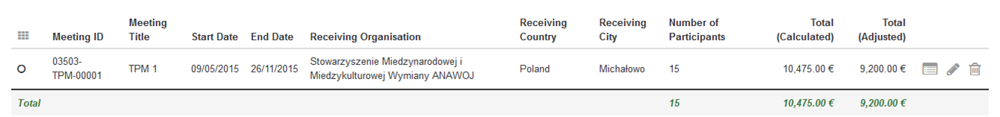 Meeting ID Meeting Title Start Date End Date Receiving Organisation Receiving Country Receiving City Number of Participants Total (Calculated) Total (Adjusted)
03503-TPM-00001 TPM 1 09/05/2015 26/11/2015 Stowarzyszenie Miedzynarodowej i Miedzykulturowej Wymiany ANAWOJ Poland Michałowo 15 10,475.00 € 9,200.00 €
Total 15 10,475.00 € 9,200.00 €